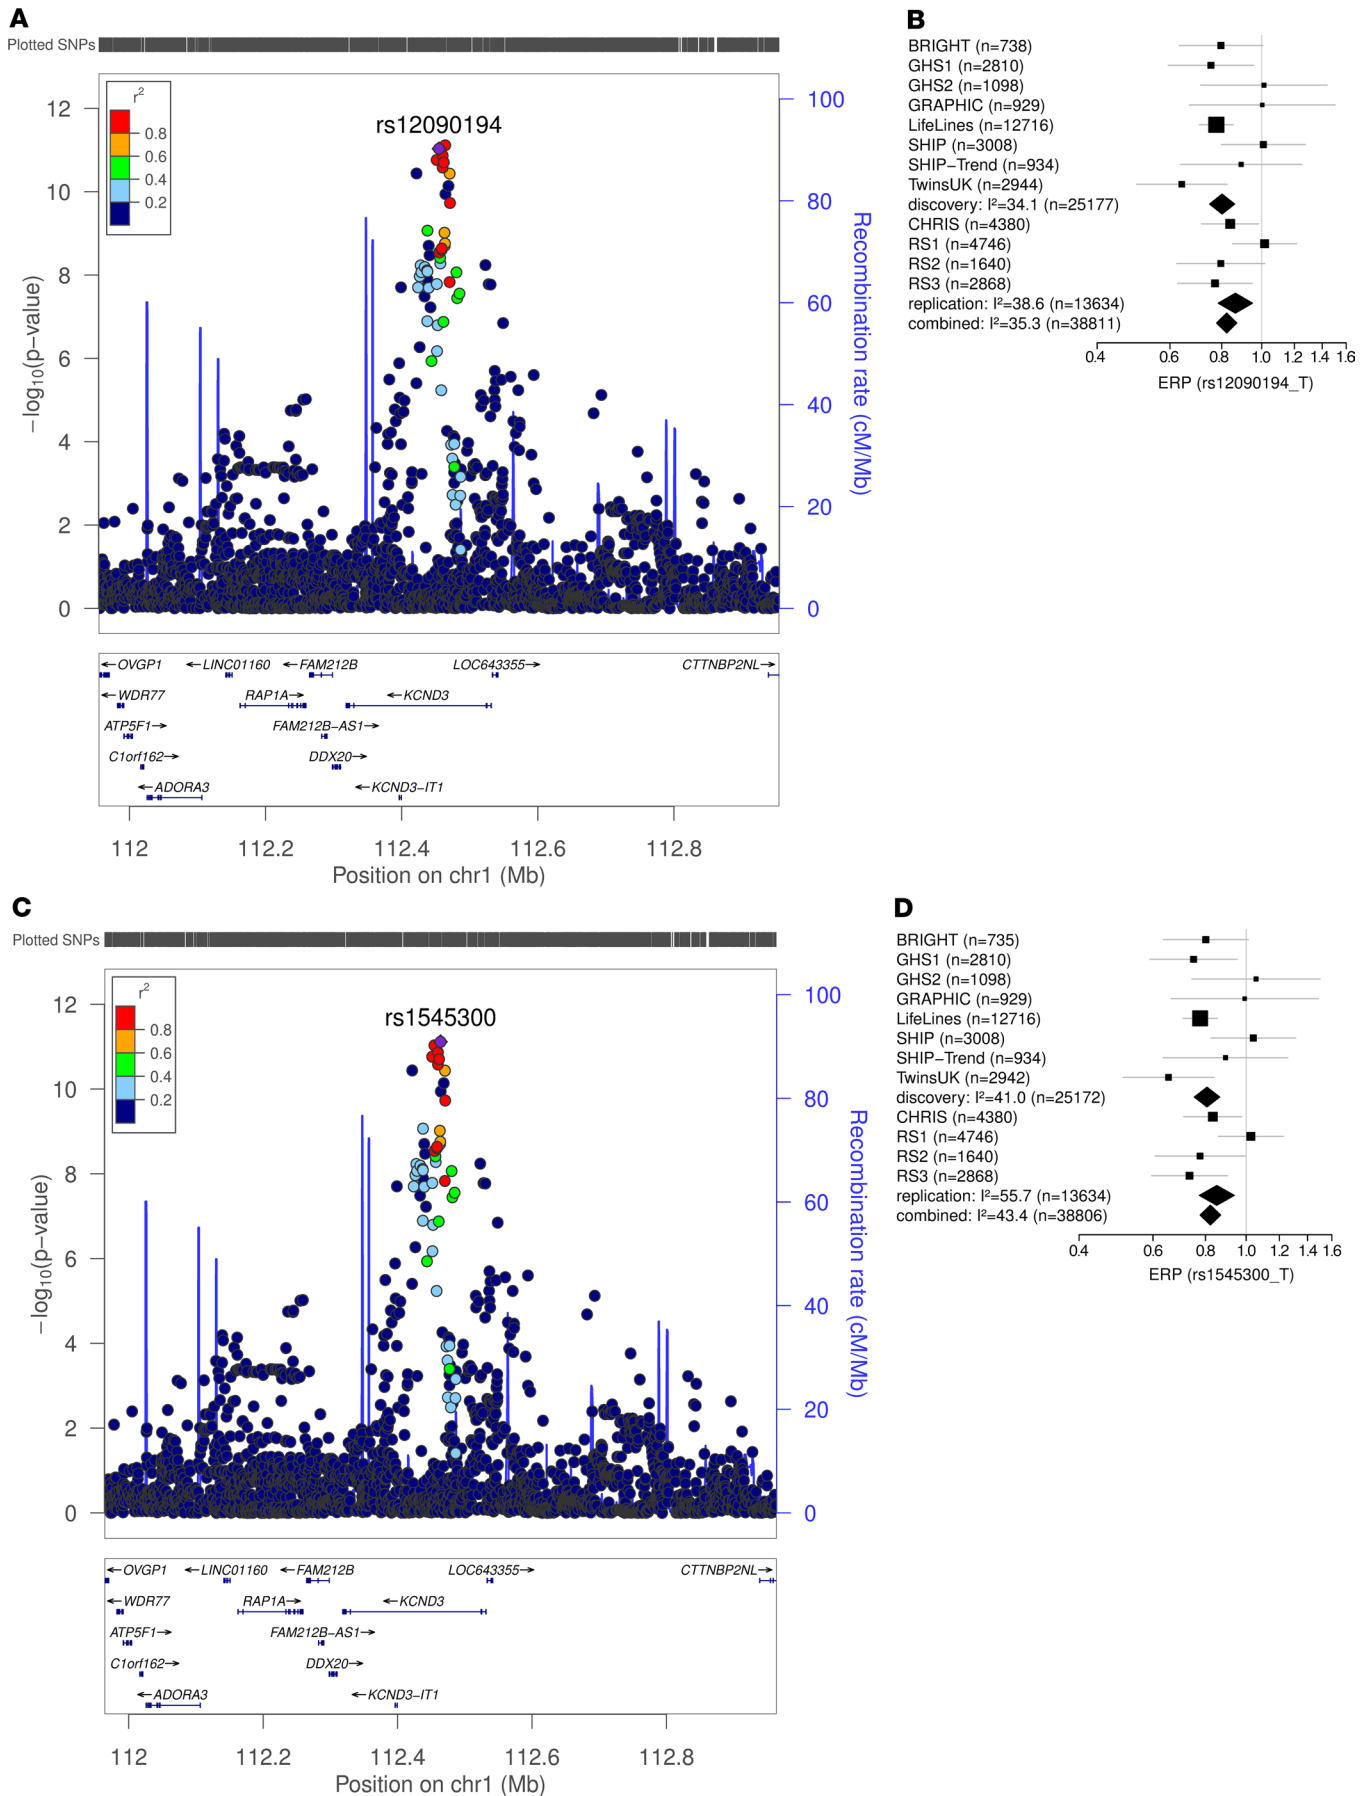 A
Plotted SNPs
r²
0.8
0.6
0.4
0.2
rs12090194
12
10
8
6
4
2
0
−log10(p-value)
100
80
60
40
20
0
Recombination rate (cM/Mb)
←OVGP1 ←LINC01160 ←FAM212B LOC643355→ CTTNBP2NL→
←WDR77 RAP1A→ ←KCND3
ATP5F1→ FAM212B−AS1→
C1orf162→ DDX20→
←ADORA3 ←KCND3−IT1
112 112.2 112.4 112.6 112.8
Position on chr1 (Mb)
B
BRIGHT (n=738)
GHS1 (n=2810)
GHS2 (n=1098)
GRAPHIC (n=929)
LifeLines (n=12716)
SHIP (n=3008)
SHIP−Trend (n=934)
TwinsUK (n=2944)
discovery: I²=34.1 (n=25177)
CHRIS (n=4380)
RS1 (n=4746)
RS2 (n=1640)
RS3 (n=2868)
replication: I²=38.6 (n=13634)
combined: I²=35.3 (n=38811)
0.4 0.6 0.8 1.0 1.2 1.4 1.6
ERP (rs12090194_T)
C
Plotted SNPs
r²
0.8
0.6
0.4
0.2
rs1545300
12
10
8
6
4
2
0
−log10(p-value)
100
80
60
40
20
0
Recombination rate (cM/Mb)
←OVGP1 ←LINC01160 ←FAM212B LOC643355→ CTTNBP2NL→
←WDR77 RAP1A→ ←KCND3
ATP5F1→ FAM212B−AS1→
C1orf162→ DDX20→
←ADORA3 ←KCND3−IT1
112 112.2 112.4 112.6 112.8
Position on chr1 (Mb)
D
BRIGHT (n=735)
GHS1 (n=2810)
GHS2 (n=1098)
GRAPHIC (n=929)
LifeLines (n=12716)
SHIP (n=3008)
SHIP−Trend (n=934)
TwinsUK (n=2942)
discovery: I²=41.0 (n=25172)
CHRIS (n=4380)
RS1 (n=4746)
RS2 (n=1640)
RS3 (n=2868)
replication: I²=55.7 (n=13634)
combined: I²=43.4 (n=38806)
0.4 0.6 0.8 1.0 1.2 1.4 1.6
ERP (rs1545300_T)